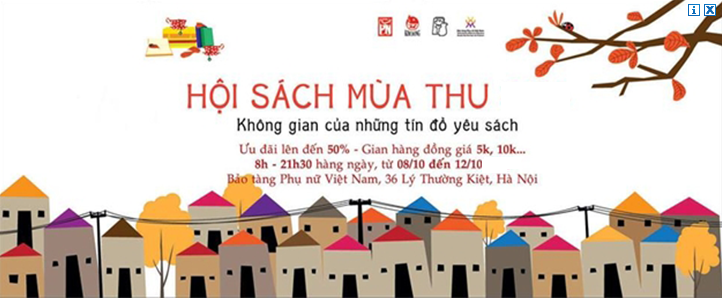 HỘI SÁCH MÙA THU
Không gian của những tín đồ yêu sách
Ưu đãi lên đến 50% - Gian hàng đồng giá 5k, 10k...
8h - 21h30 hàng ngày, từ 08/10 đến 12/10
Bảo tàng Phụ nữ Việt Nam, 36 Lý Thường Kiệt, Hà Nội